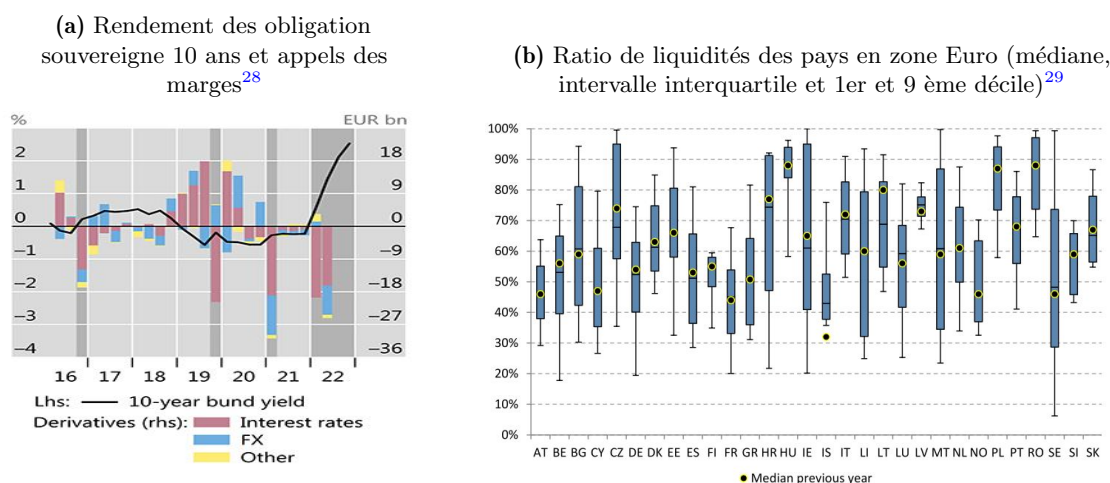 (a) Rendement des obligation
souvereigne 10 ans et appels des
marges28
(b) Ratio de liquidités des pays en zone Euro (médiane,
intervalle interquartile et 1er et 9 ème décile)29
% EUR bn
2 18
1 9
0 0
–1 –9
–2 –18
–3 –27
–4 –36
16 17 18 19 20 21 22
Lhs: 10-year bund yield
Derivatives (rhs): Interest rates
FX
Other
100%
90%
80%
70%
60%
50%
40%
30%
20%
10%
0%
AT BE BG CY CZ DE DK EE ES FI FR GR HR HU IE IS IT LI LT LU LV MT NL NO PL PT RO SE SI SK
Median previous year